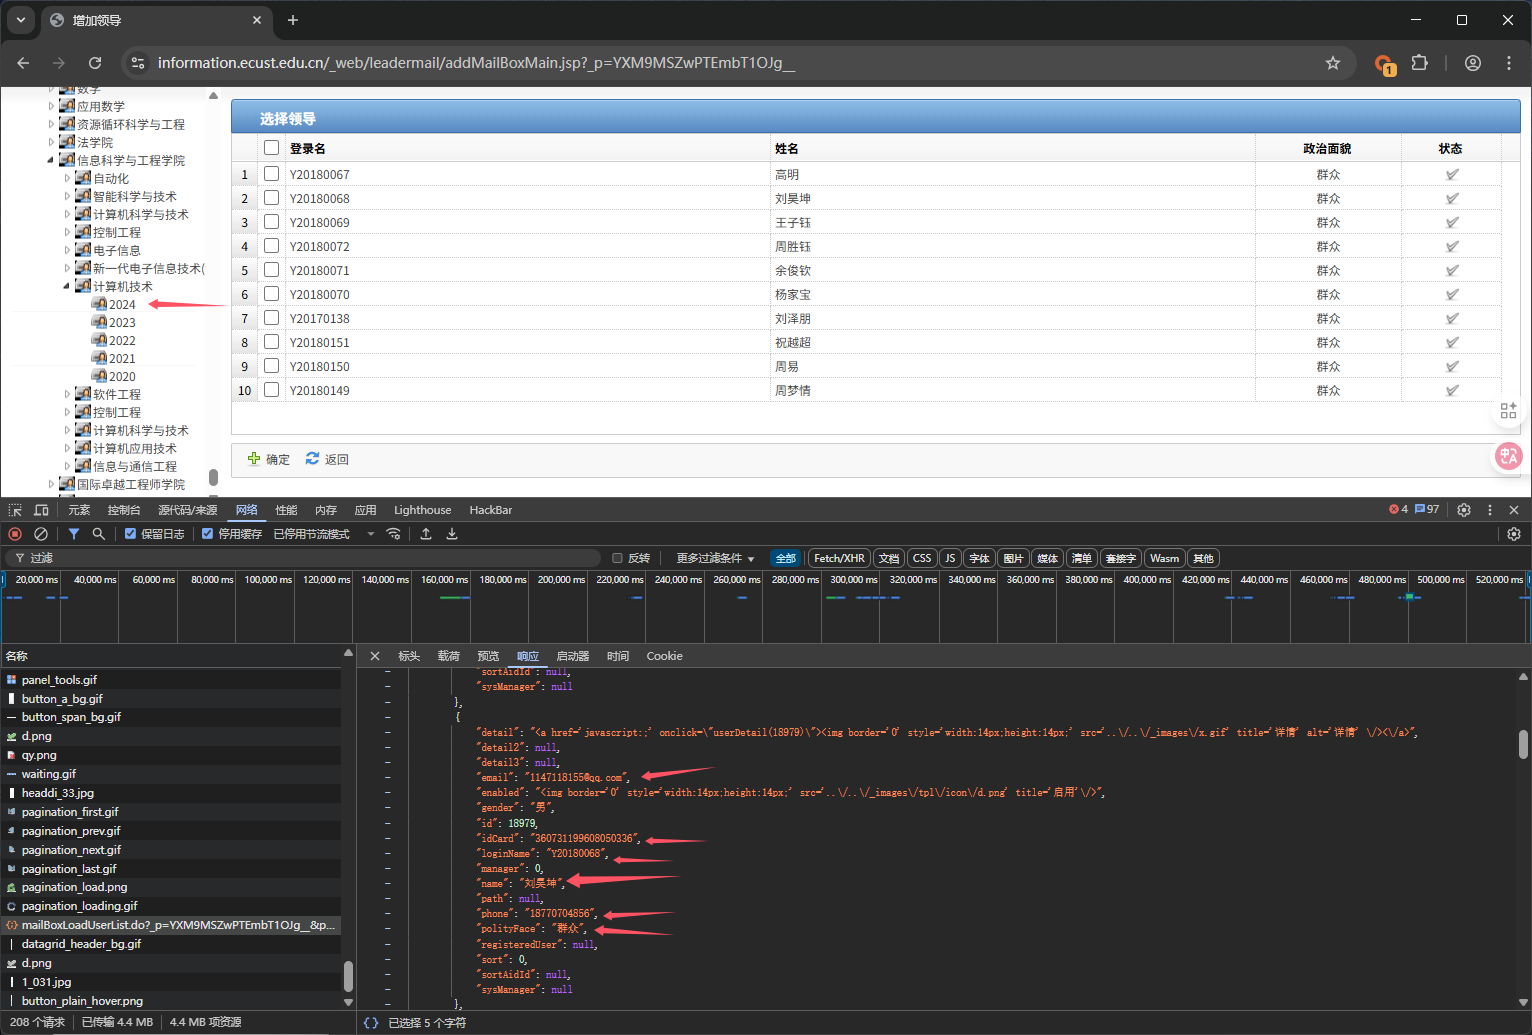 增加领导
information.ecust.edu.cn/_web/leadermail/addMailBoxMain.jsp?_p=YXM9MSZwPTEmbT1OJg__
1
数学
应用数学
资源循环科学与工程
法学院
信息科学与工程学院
自动化
智能科学与技术
计算机科学与技术
控制工程
电子信息
新一代电子信息技术(
计算机技术
2024
2023
2022
2021
2020
软件工程
控制工程
计算机科学与技术
计算机应用技术
信息与通信工程
国际卓越工程师学院
选择领导
登录名 姓名 政治面貌 状态
1 Y20180067 高明 群众
2 Y20180068 刘昊坤 群众
3 Y20180069 王子钰 群众
4 Y20180072 周胜钰 群众
5 Y20180071 余俊钦 群众
6 Y20180070 杨家宝 群众
7 Y20170138 刘泽朋 群众
8 Y20180151 祝越超 群众
9 Y20180150 周易 群众
10 Y20180149 周梦情 群众
确定 返回
元素 控制台 源代码/来源 网络 性能 内存 应用 Lighthouse HackBar 4 97
保留日志 停用缓存 已停用节流模式
过滤 反转 更多过滤条件 全部 Fetch/XHR 文档 CSS JS 字体 图片 媒体 清单 套接字 Wasm 其他
20,000 ms 40,000 ms 60,000 ms 80,000 ms 100,000 ms 120,000 ms 140,000 ms 160,000 ms 180,000 ms 200,000 ms 220,000 ms 240,000 ms 260,000 ms 280,000 ms 300,000 ms 320,000 ms 340,000 ms 360,000 ms 380,000 ms 400,000 ms 420,000 ms 440,000 ms 460,000 ms 480,000 ms 500,000 ms 520,000 ms
名称
panel_tools.gif
button_a_bg.gif
button_span_bg.gif
d.png
qy.png
waiting.gif
headdi_33.jpg
pagination_first.gif
pagination_prev.gif
pagination_next.gif
pagination_last.gif
pagination_load.png
pagination_loading.gif
mailBoxLoadUserList.do?_p=YXM9MSZwPTEmbT1OJg__&p...
datagrid_header_bg.gif
d.png
1_031.jpg
button_plain_hover.png
208 个请求 已传输 4.4 MB 4.4 MB 项资源
标头 载荷 预览 响应 启动器 时间 Cookie
"sortAidId": null,
"sysManager": null
},
{
"detail": "<a href='javascript:;' onclick=\"userDetail(18979)\"><img border='0' style='width:14px;height:14px;' src='..\/..\/_images\/x.gif' title='详情' alt='详情' \/><\/a>",
"detail2": null,
"detail3": null,
"email": "1147118155@qq.com",
"enabled": "<img border='0' style='width:14px;height:14px;' src='..\/..\/_images\/tpl\/icon\/d.png' title='启用'\/>",
"gender": "男",
"id": 18979,
"idCard": "360731199608050336",
"loginName": "Y20180068",
"manager": 0,
"name": "刘昊坤",
"path": null,
"phone": "18770704856",
"polityFace": "群众",
"registeredUser": null,
"sort": 0,
"sortAidId": null,
"sysManager": null
},
{} 已选择 5 个字符